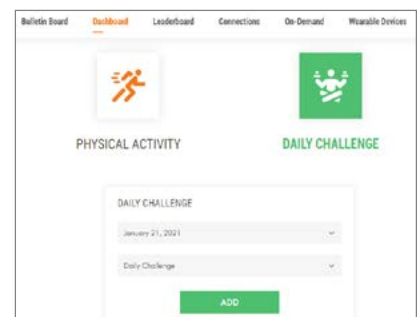 Bulletin Board Dashboard Leaderboard Connections On-Demand Wearable Devices
PHYSICAL ACTIVITY DAILY CHALLENGE
DAILY CHALLENGE
January 21, 2021
Daily Challenge
ADD